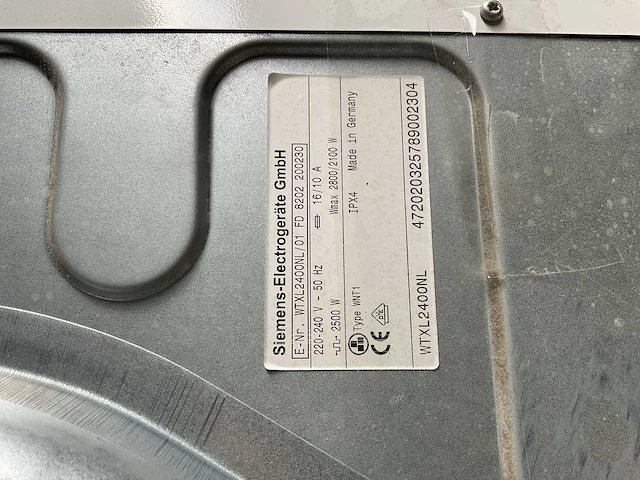 Siemens-Electrogeräte GmbH
E-Nr. WTXL2400NL/01 FD 8202 200230
220-240 V ~ 50 Hz 16/10 A
2500 W Wmax 2800/2100 W
Type WNT1 IPX4 Made in Germany
CE
WTXL2400NL 472020325789002304